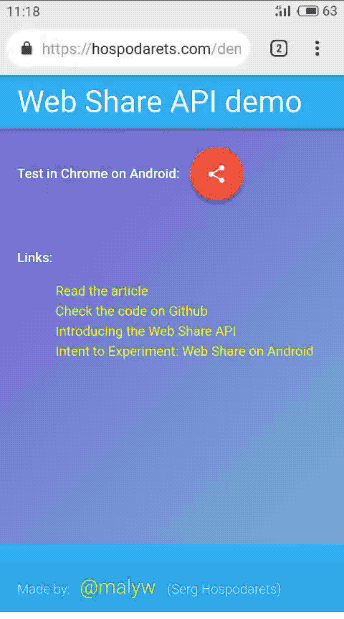 11:18 63
https://hospodarets.com/den 2
Web Share API demo
Test in Chrome on Android:
Links:
Read the article
Check the code on Github
Introducing the Web Share API
Intent to Experiment: Web Share on Android
Made by: @malyw (Serg Hospodarets)